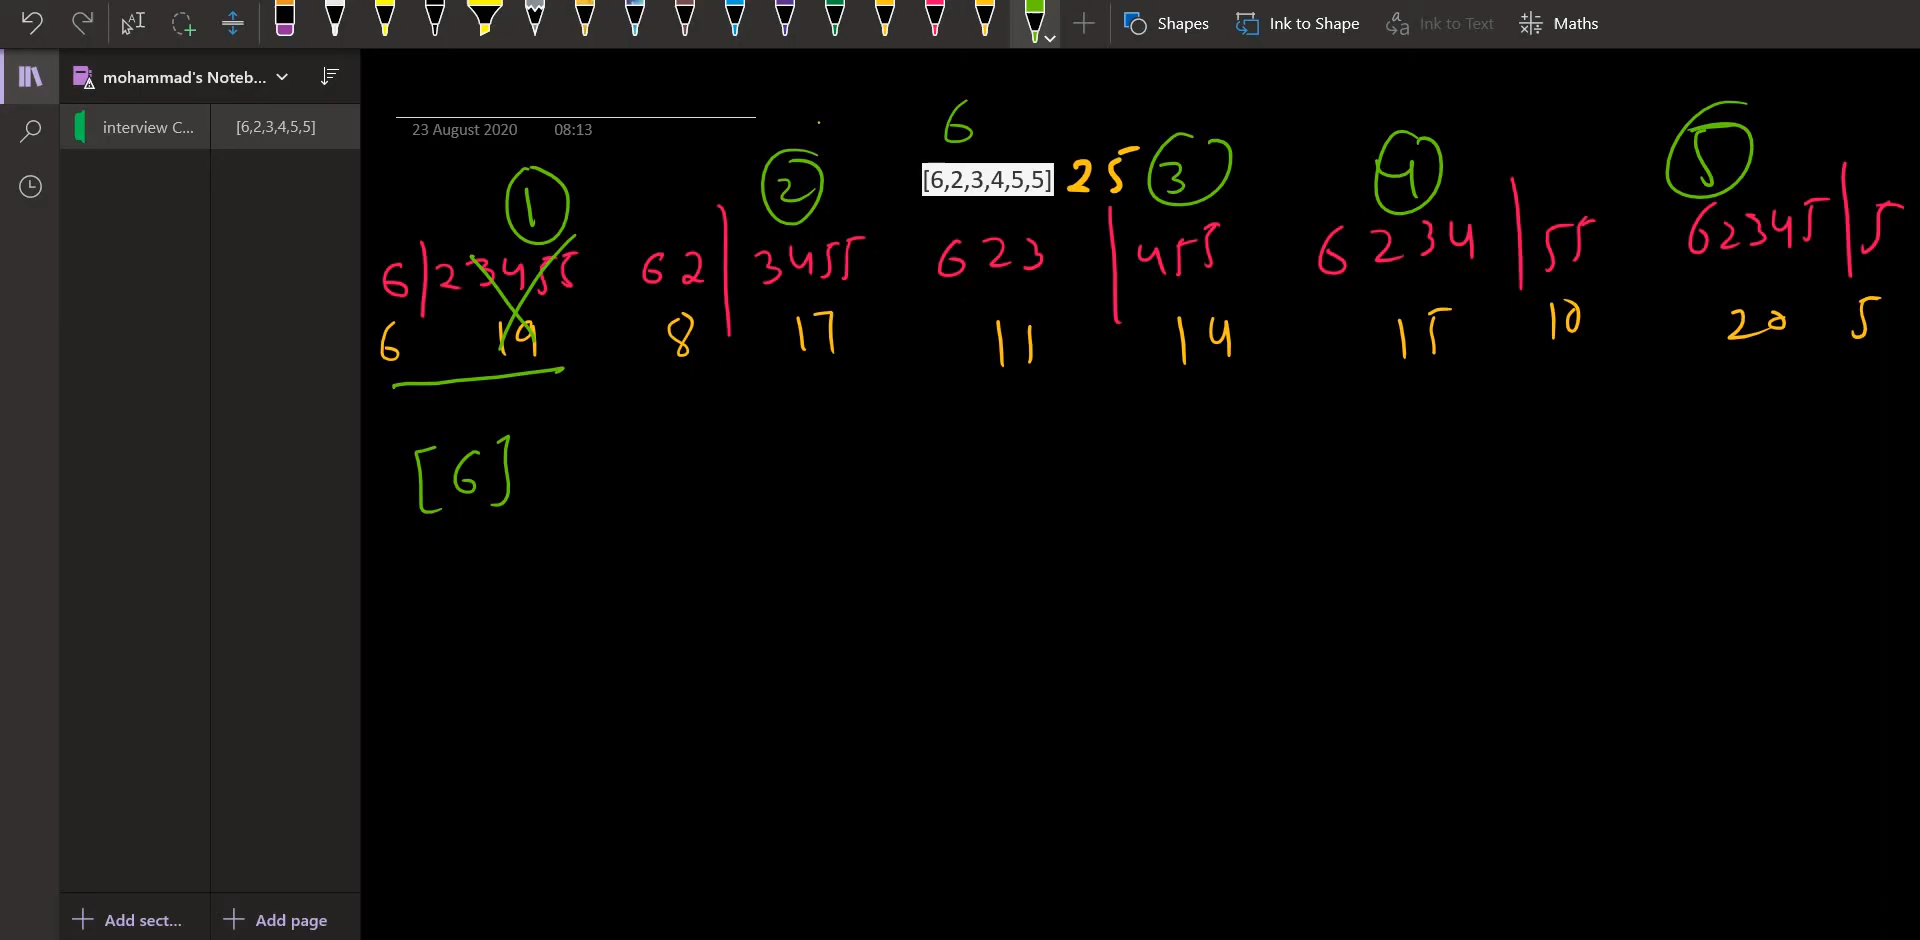 Shapes Ink to Shape Ink to Text Maths
mohammad's Noteb...
interview C... [6,2,3,4,5,5]
23 August 2020 08:13
6
[6,2,3,4,5,5] 25
1 2 3 4 5
6|23455 62|3455 623|455 6234|55 62345|5
6 19 8 17 11 14 15 10 20 5
[6]
Add sect... Add page